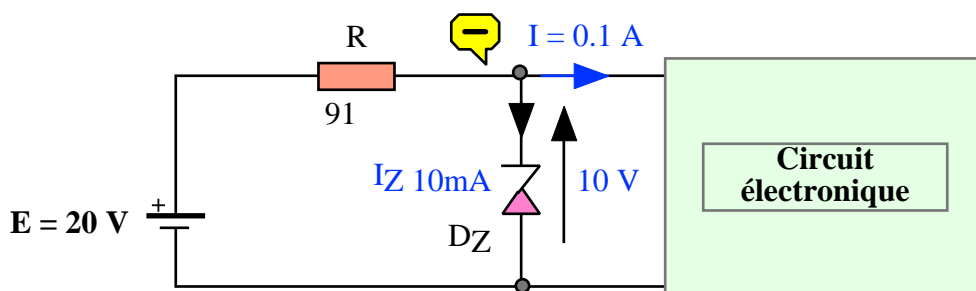 R
I = 0.1 A
91
+
E = 20 V
IZ 10mA
10 V
DZ
Circuit
électronique